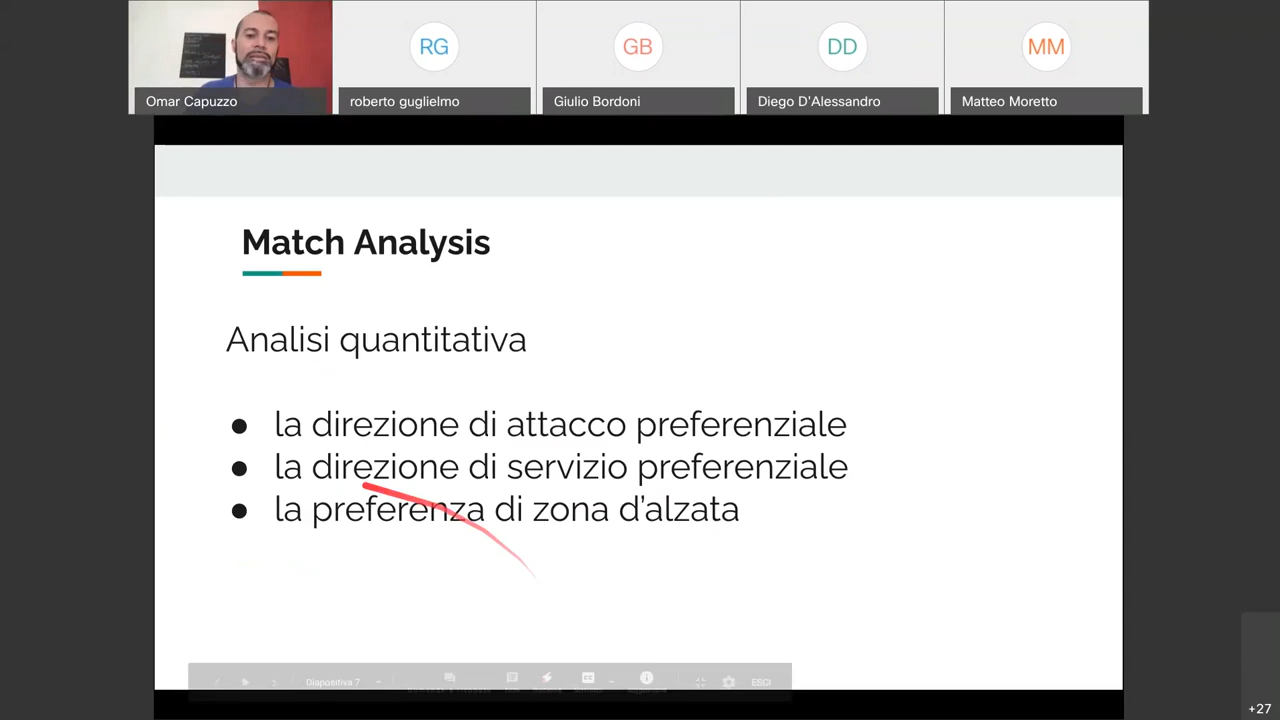 RG
GB
DD
MM
Omar Capuzzo
roberto guglielmo
Giulio Bordoni
Diego D'Alessandro
Matteo Moretto
Match Analysis
Analisi quantitativa
● la direzione di attacco preferenziale
● la direzione di servizio preferenziale
● la preferenza di zona d'alzata
Diapositiva 7
ESCI
+27